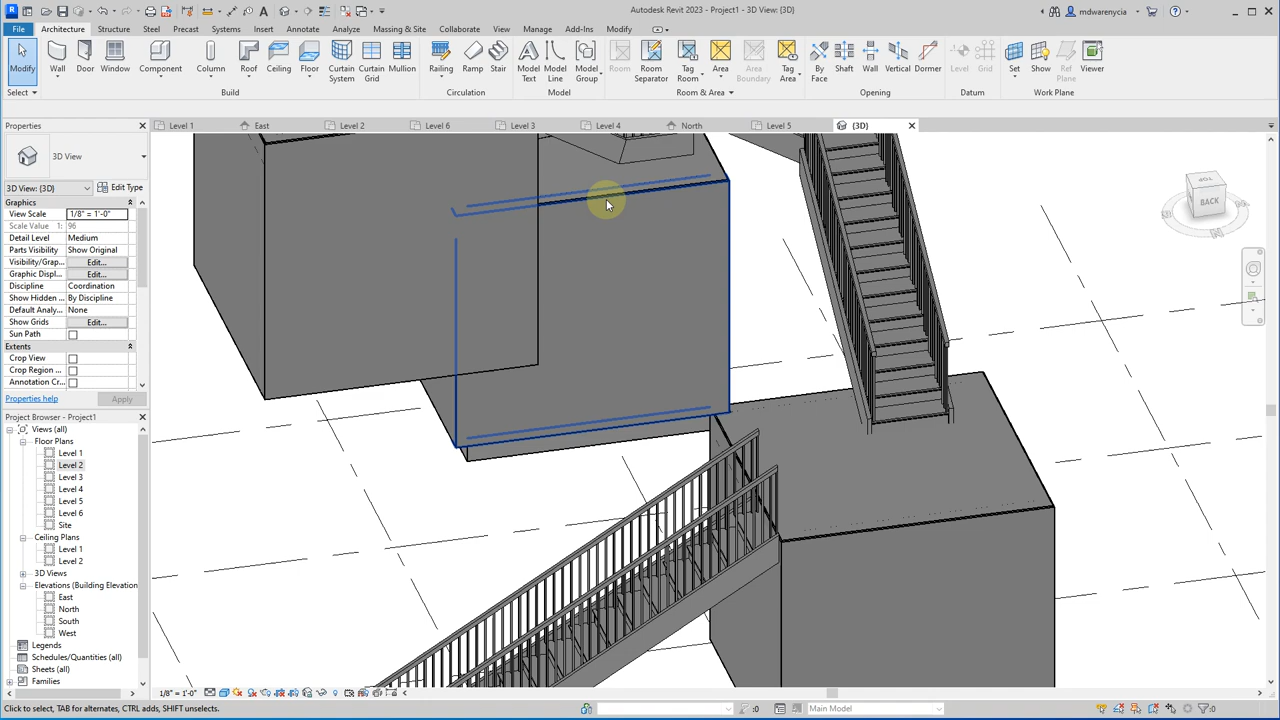 Autodesk Revit 2023 - Project1 - 3D View: {3D}
mdwarenycia
File Architecture Structure Steel Precast Systems Insert Annotate Analyze Massing & Site Collaborate View Manage Add-Ins Modify
Modify Wall Door Window Component Column Roof Ceiling Floor Curtain System Curtain Grid Mullion Railing Ramp Stair Model Text Model Line Model Group Room Room Separator Tag Room Area Area Boundary Tag Area By Face Shaft Wall Vertical Dormer Level Grid Set Show Ref Plane Viewer
Select Build Circulation Model Room & Area Opening Datum Work Plane
Properties
Level 1 East Level 2 Level 6 Level 3 Level 4 North Level 5 {3D}
3D View
3D View: {3D} Edit Type
Graphics
View Scale 1/8" = 1'-0"
Scale Value 1: 96
Detail Level Medium
Parts Visibility Show Original
Visibility/Grap... Edit...
Graphic Displ... Edit...
Discipline Coordination
Show Hidden ... By Discipline
Default Analy... None
Show Grids Edit...
Sun Path
Extents
Crop View
Crop Region ...
Annotation Cr...
Properties help Apply
Project Browser - Project1
Views (all)
Floor Plans
Level 1
Level 2
Level 3
Level 4
Level 5
Level 6
Site
Ceiling Plans
Level 1
Level 2
3D Views
Elevations (Building Elevation
East
North
South
West
Legends
Schedules/Quantities (all)
Sheets (all)
Families
TOP
BACK
1/8" = 1'-0"
Click to select, TAB for alternates, CTRL adds, SHIFT unselects.
:0
Main Model
:0